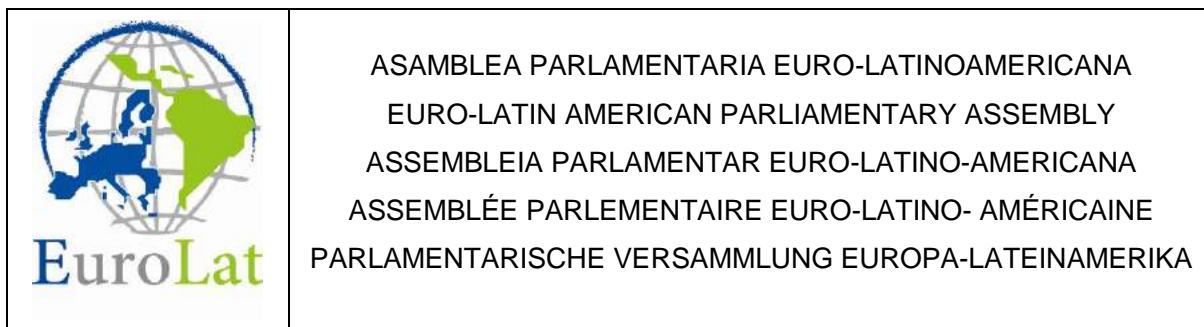 EuroLat
ASAMBLEA PARLAMENTARIA EURO-LATINOAMERICANA
EURO-LATIN AMERICAN PARLIAMENTARY ASSEMBLY
ASSEMBLEIA PARLAMENTAR EURO-LATINO-AMERICANA
ASSEMBLÉE PARLEMENTAIRE EURO-LATINO- AMÉRICAINE
PARLAMENTARISCHE VERSAMMLUNG EUROPA-LATEINAMERIKA